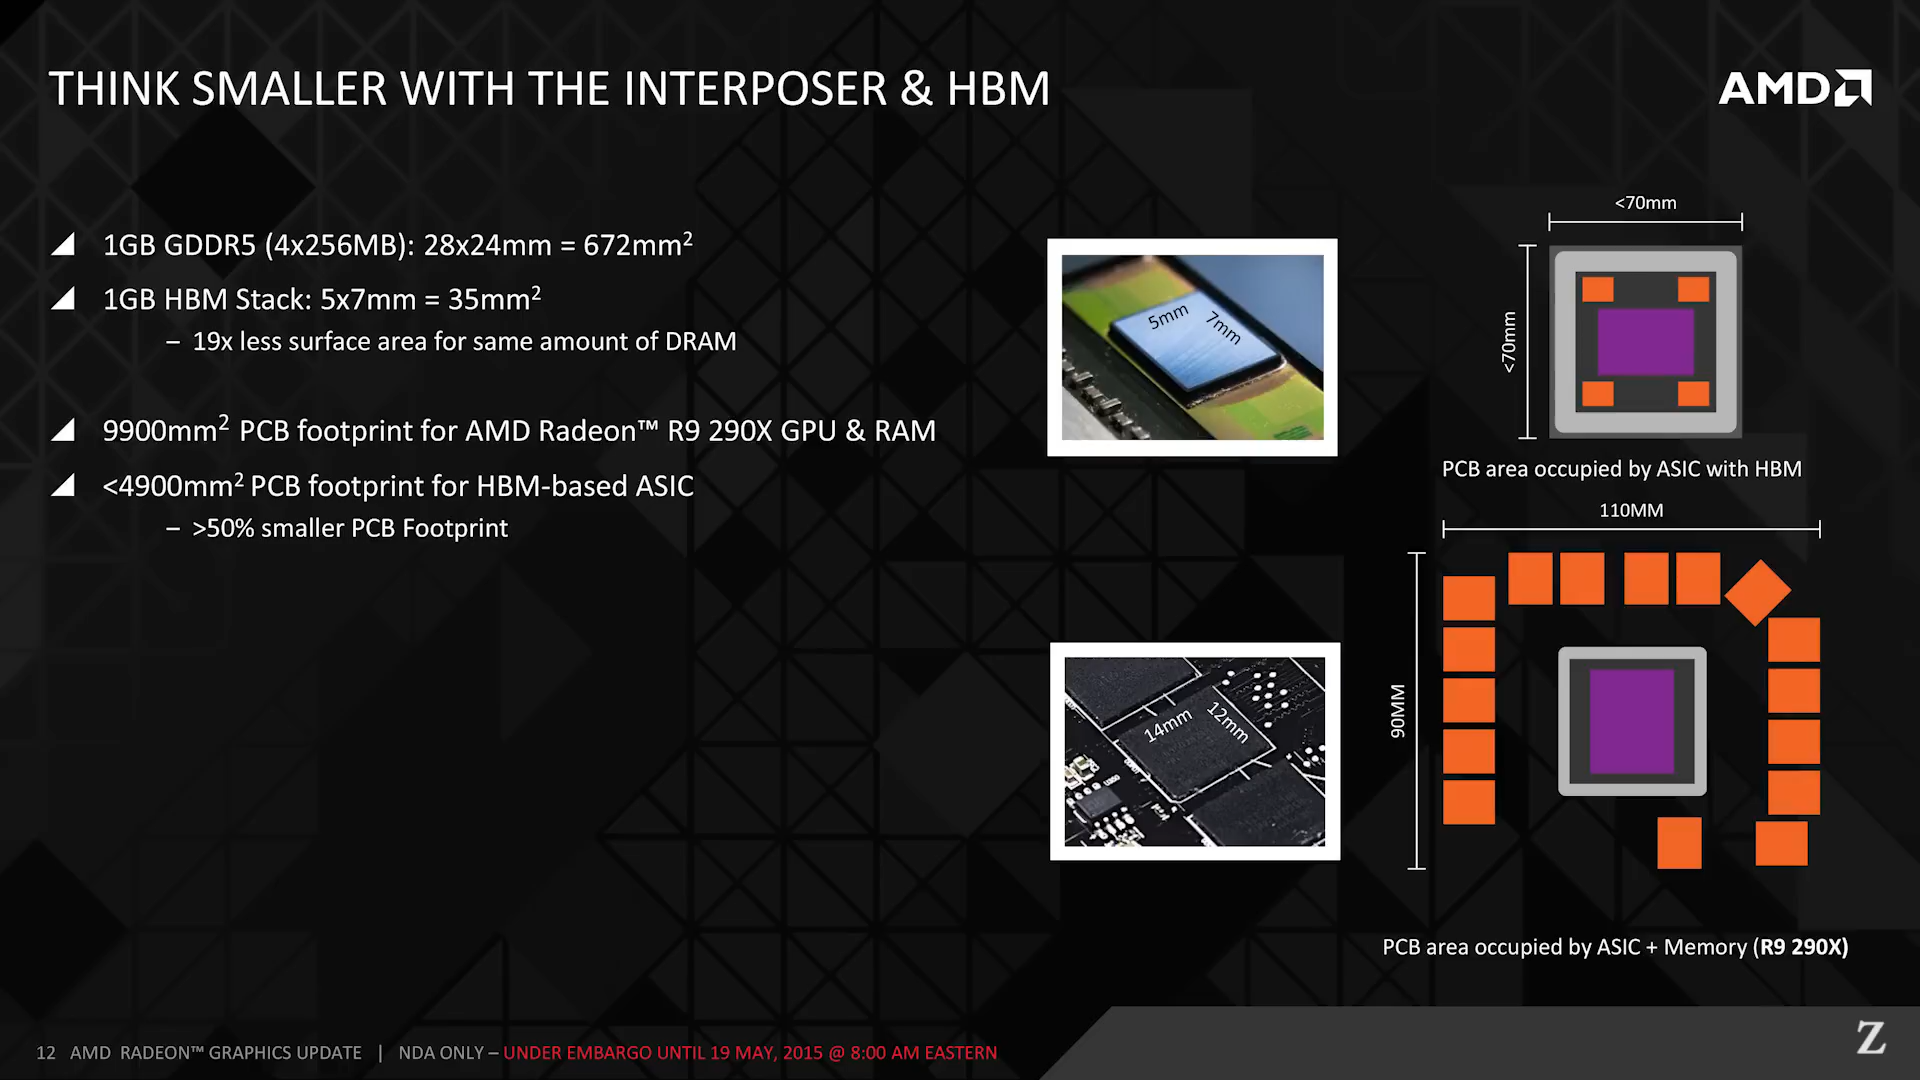 THINK SMALLER WITH THE INTERPOSER & HBM
AMD
1GB GDDR5 (4x256MB): 28x24mm = 672mm²
1GB HBM Stack: 5x7mm = 35mm²
– 19x less surface area for same amount of DRAM
9900mm² PCB footprint for AMD Radeon™ R9 290X GPU & RAM
<4900mm² PCB footprint for HBM-based ASIC
– >50% smaller PCB Footprint
5mm
7mm
<70mm
<70mm
PCB area occupied by ASIC with HBM
14mm
12mm
110MM
90MM
PCB area occupied by ASIC + Memory (R9 290X)
12 AMD RADEON™ GRAPHICS UPDATE | NDA ONLY – UNDER EMBARGO UNTIL 19 MAY, 2015 @ 8:00 AM EASTERN
Z